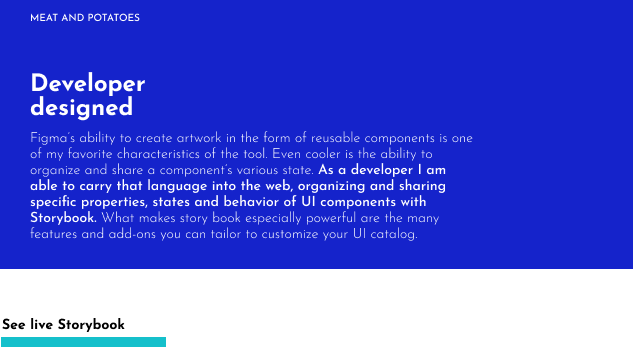 MEAT AND POTATOES
Developer
designed
Figma's ability to create artwork in the form of reusable components is one
of my favorite characteristics of the tool. Even cooler is the ability to
organize and share a component's various state. As a developer I am
able to carry that language into the web, organizing and sharing
specific properties, states and behavior of UI components with
Storybook. What makes story book especially powerful are the many
features and add-ons you can tailor to customize your UI catalog.
See live Storybook